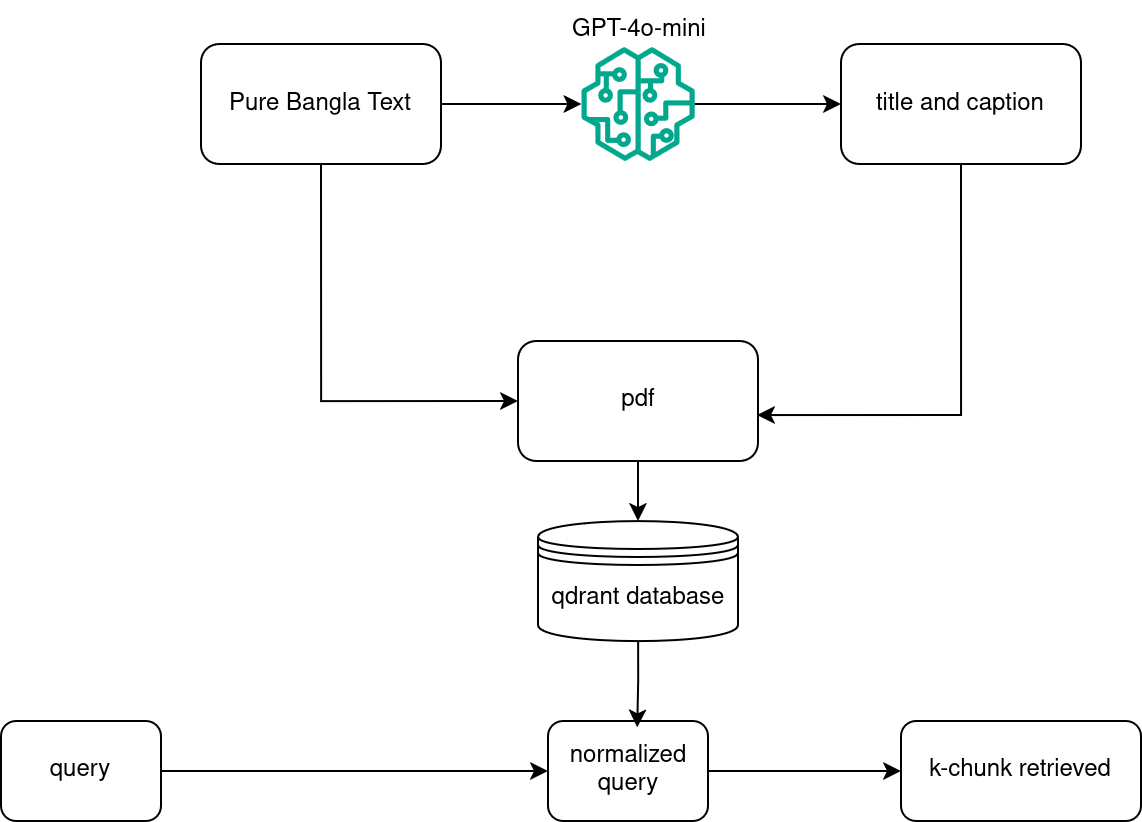 GPT-4o-mini
Pure Bangla Text
title and caption
pdf
qdrant database
query
normalized
query
k-chunk retrieved